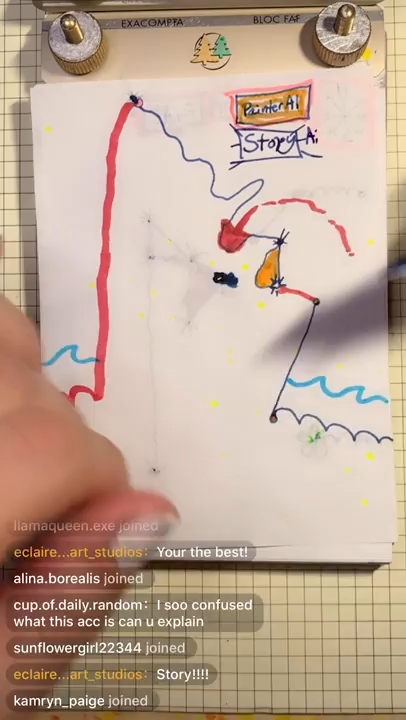 EXACOMPTA
BLOC FAF
Painter AI
Story Ai
llamaqueen.exe joined
eclaire...art_studios: Your the best!
alina.borealis joined
cup.of.daily.random: I soo confused
what this acc is can u explain
sunflowergirl22344 joined
eclaire...art_studios: Story!!!!
kamryn_paige joined